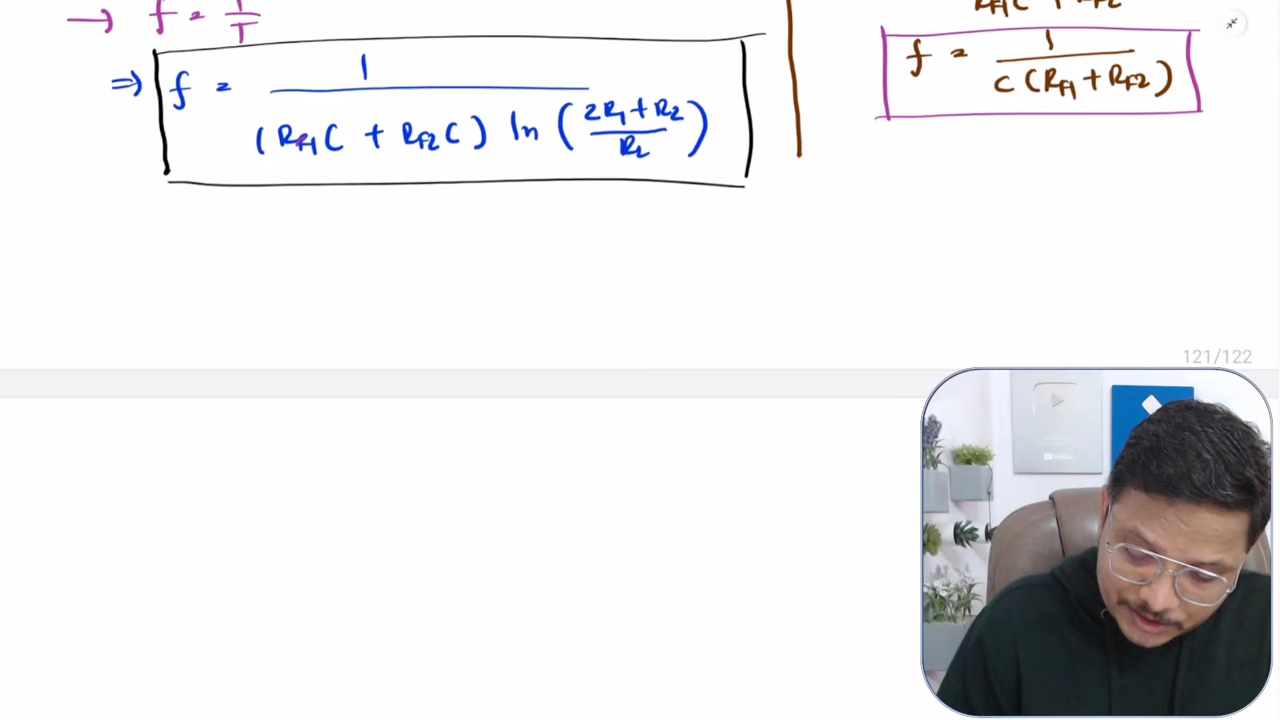 → f = 1/T
⇒ f = 1 / ((RF1C + RF2C) ln((2R1 + R2)/R2))
f = 1 / (C(RF1 + RF2))
121/122